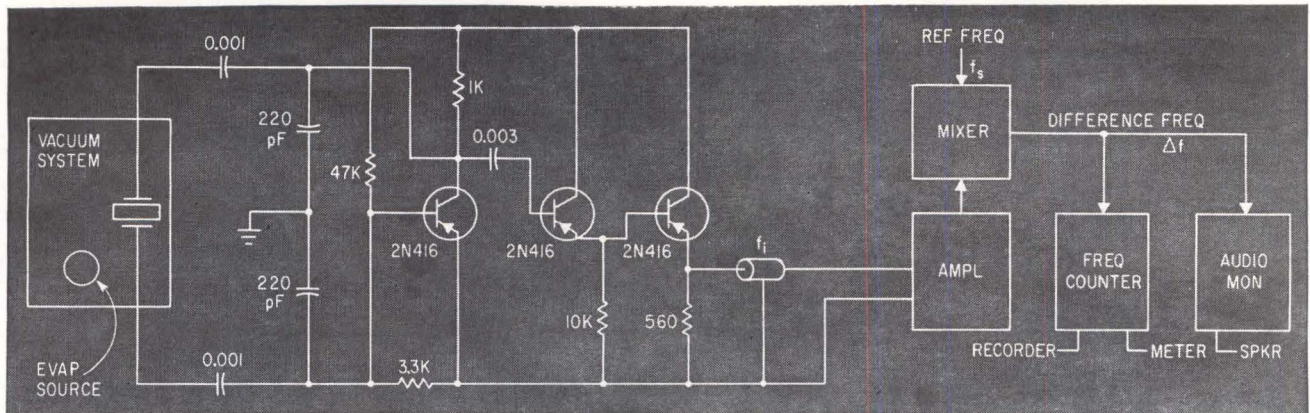 0.001
VACUUM
SYSTEM
220
pF
220
pF
EVAP
SOURCE
0.001
47K
1K
0.003
2N416
2N416
2N416
3.3K
10K
560
fi
REF FREQ
fs
MIXER
DIFFERENCE FREQ
Δf
AMPL
FREQ
COUNTER
AUDIO
MON
RECORDER
METER
SPKR